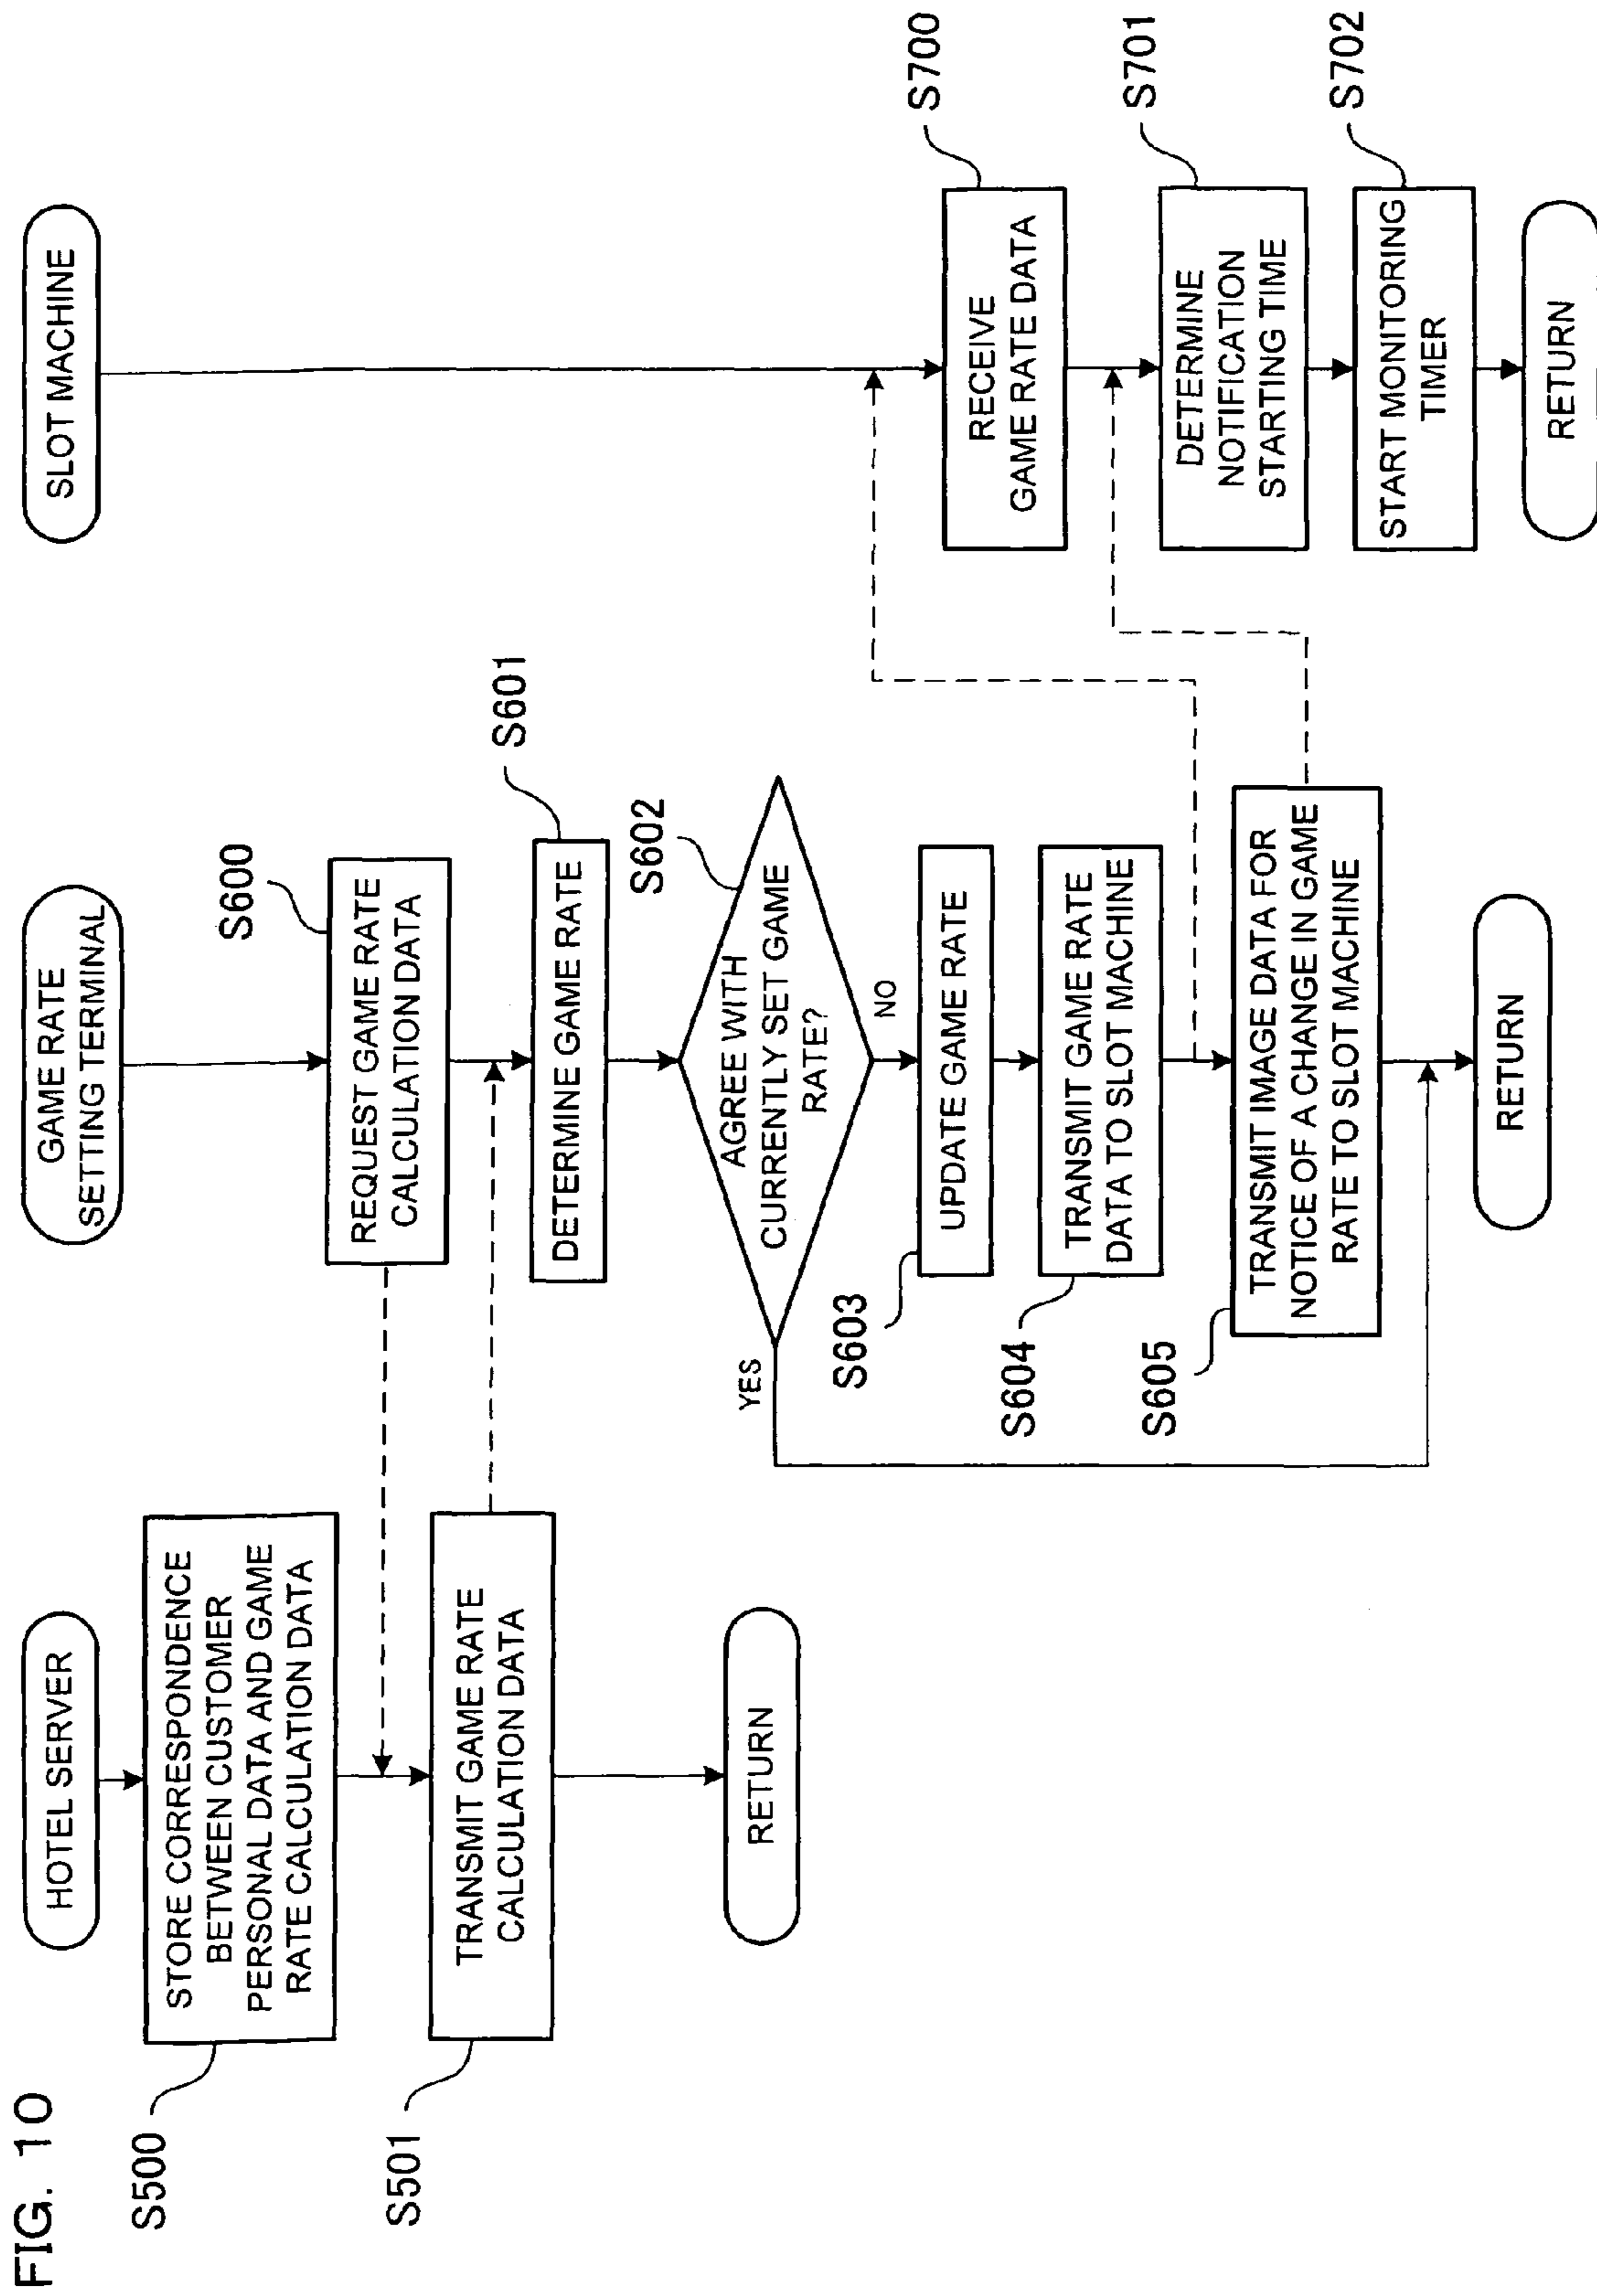 FIG. 10
HOTEL SERVER
S500
STORE CORRESPONDENCE
BETWEEN CUSTOMER
PERSONAL DATA AND GAME
RATE CALCULATION DATA
S501
TRANSMIT GAME RATE
CALCULATION DATA
RETURN
GAME RATE
SETTING TERMINAL
S600
REQUEST GAME RATE
CALCULATION DATA
S601
DETERMINE GAME RATE
S602
AGREE WITH
CURRENTLY SET GAME
RATE?
YES
NO
S603
UPDATE GAME RATE
S604
TRANSMIT GAME RATE
DATA TO SLOT MACHINE
S605
TRANSMIT IMAGE DATA FOR
NOTICE OF A CHANGE IN GAME
RATE TO SLOT MACHINE
RETURN
SLOT MACHINE
S700
RECEIVE
GAME RATE DATA
S701
DETERMINE
NOTIFICATION
STARTING TIME
S702
START MONITORING
TIMER
RETURN